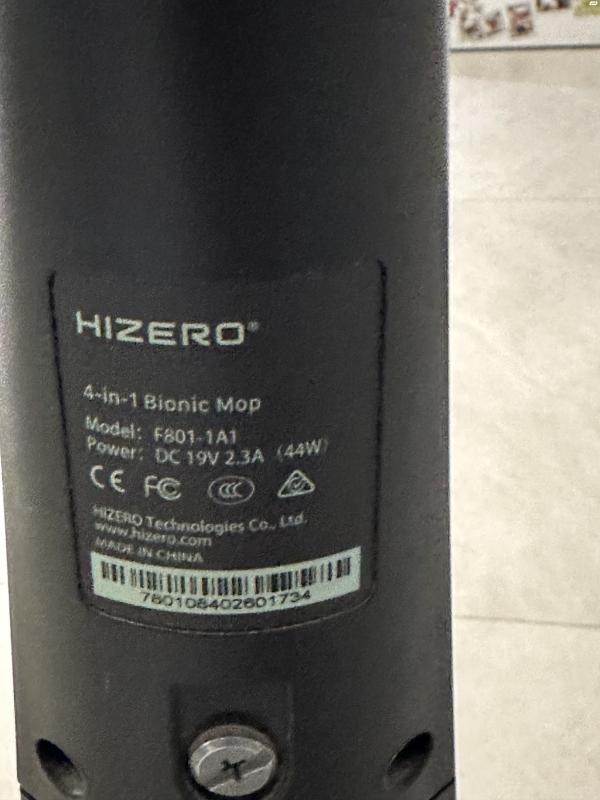 HIZERO®
4-in-1 Bionic Mop
Model: F801-1A1
Power: DC 19V 2.3A (44W)
CE FC CCC
HIZERO Technologies Co., Ltd.
www.hizero.com
MADE IN CHINA
780108402601734